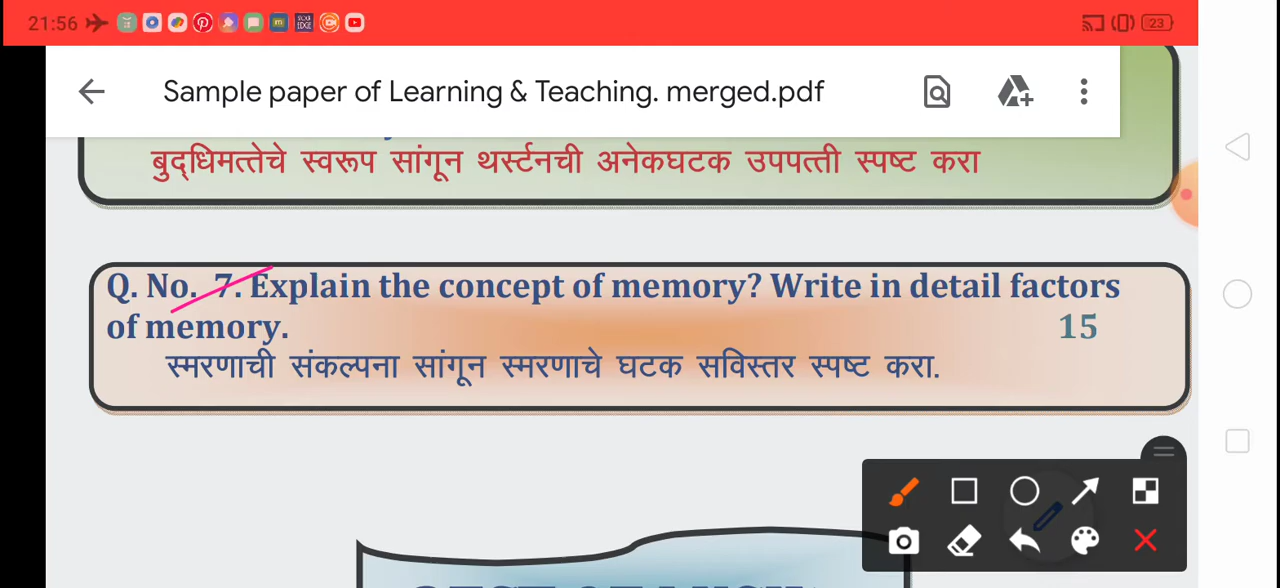 21:56
23
Sample paper of Learning & Teaching. merged.pdf
बुद्धिमत्तेचे स्वरूप सांगून थर्स्टनची अनेकघटक उपपत्ती स्पष्ट करा
Q. No. 7. Explain the concept of memory? Write in detail factors
of memory. 15
स्मरणाची संकल्पना सांगून स्मरणाचे घटक सविस्तर स्पष्ट करा.